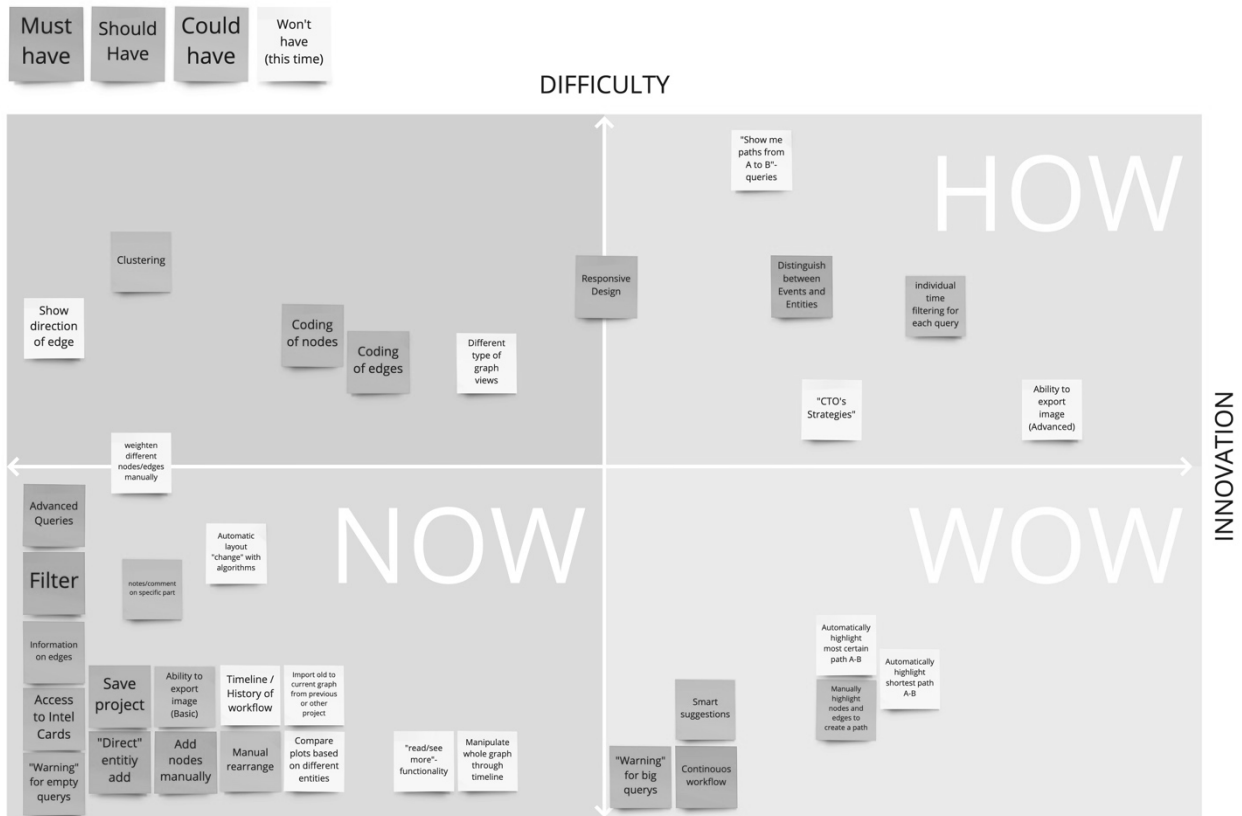 Must
have
Should
Have
Could
have
Won't
have
(this time)
DIFFICULTY
"Show me
paths from
A to B"-
queries
HOW
Clustering
Responsive
Design
Distinguish
between
Events and
Entities
individual
time
filtering for
each query
Show
direction
of edge
Coding
of nodes
Coding
of edges
Different
type of
graph
views
"CTO's
Strategies"
Ability to
export
image
(Advanced)
INNOVATION
weighten
different
nodes/edges
manually
Advanced
Queries
Automatic
layout
"change" with
algorithms
NOW
WOW
Filter
notes/comment
on specific part
Information
on edges
Access
to Intel
Cards
Save
project
Ability to
export
image
(Basic)
Timeline /
History of
workflow
Import old to
current graph
from previous
or other
project
"Warning"
for empty
querys
"Direct"
entitiy
add
Add
nodes
manually
Manual
rearrange
Compare
plots based
on different
entities
"read/see
more"-
functionality
Manipulate
whole graph
through
timeline
Automatically
highlight
most certain
path A-B
Automatically
highlight
shortest path
A-B
Smart
suggestions
Manually
highlight
nodes and
edges to
create a path
"Warning"
for big
querys
Continouos
workflow